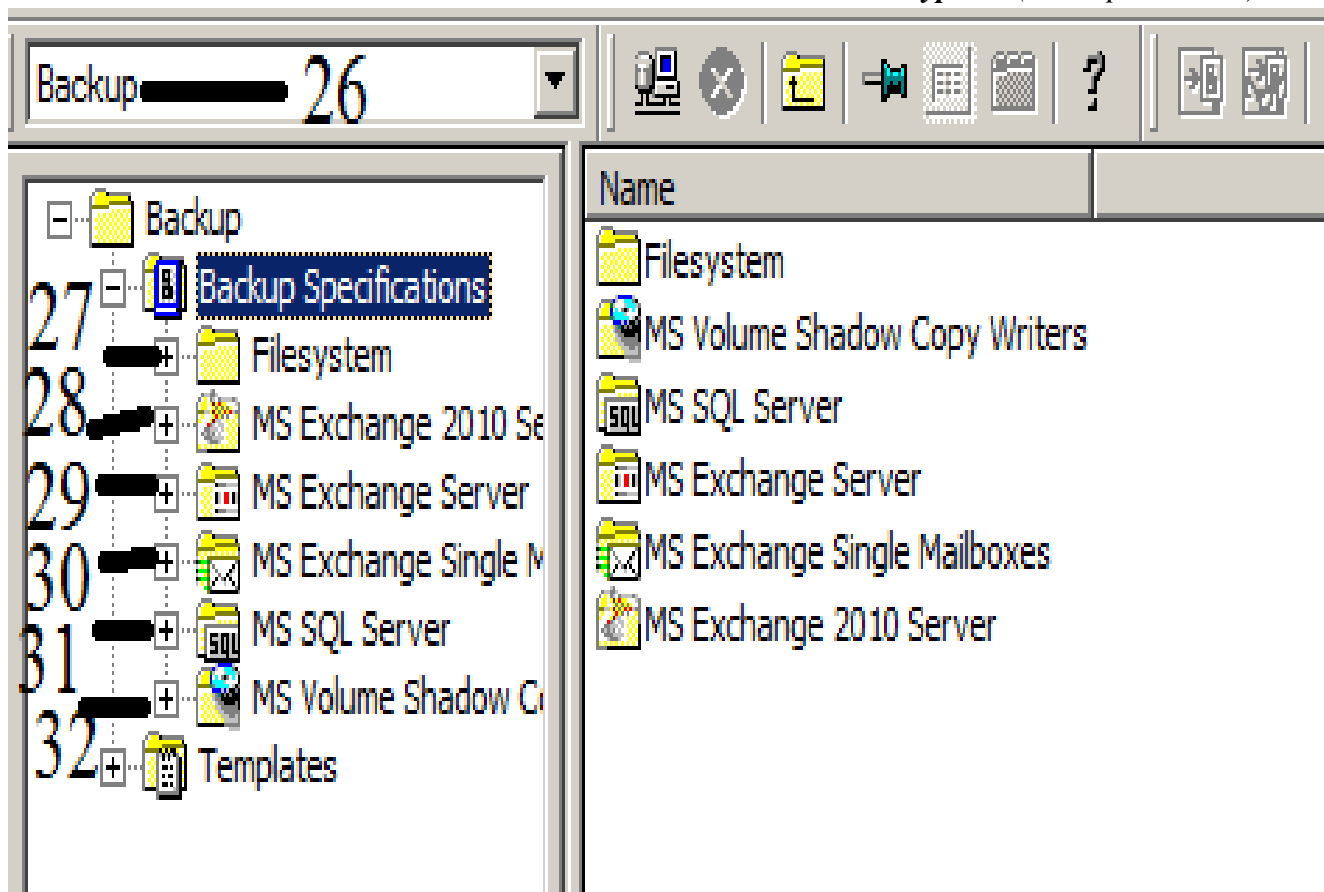 Backup 26
?
Backup
27 Backup Specifications
Filesystem
28 MS Exchange 2010 Se
29 MS Exchange Server
30 MS Exchange Single M
31 MS SQL Server
MS Volume Shadow C
32 Templates
Name
Filesystem
MS Volume Shadow Copy Writers
SQL MS SQL Server
MS Exchange Server
MS Exchange Single Mailboxes
MS Exchange 2010 Server